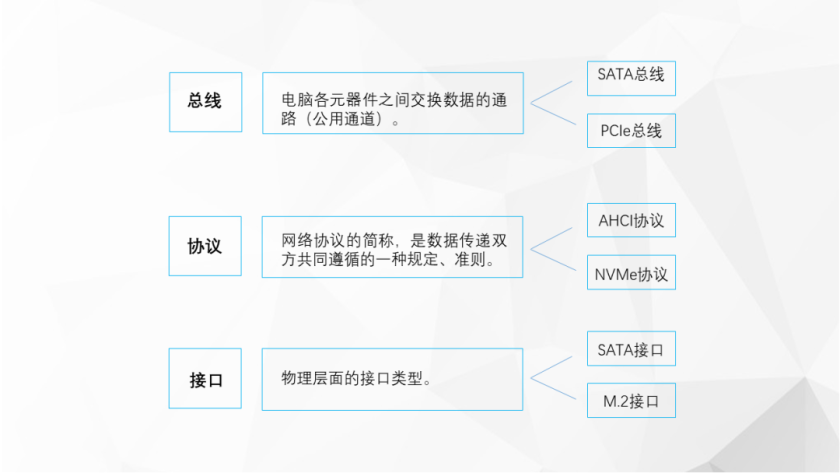 总线
电脑各元器件之间交换数据的通
路（公用通道）。
SATA总线
PCIe总线
协议
网络协议的简称，是数据传递双
方共同遵循的一种规定、准则。
AHCI协议
NVMe协议
接口
物理层面的接口类型。
SATA接口
M.2接口